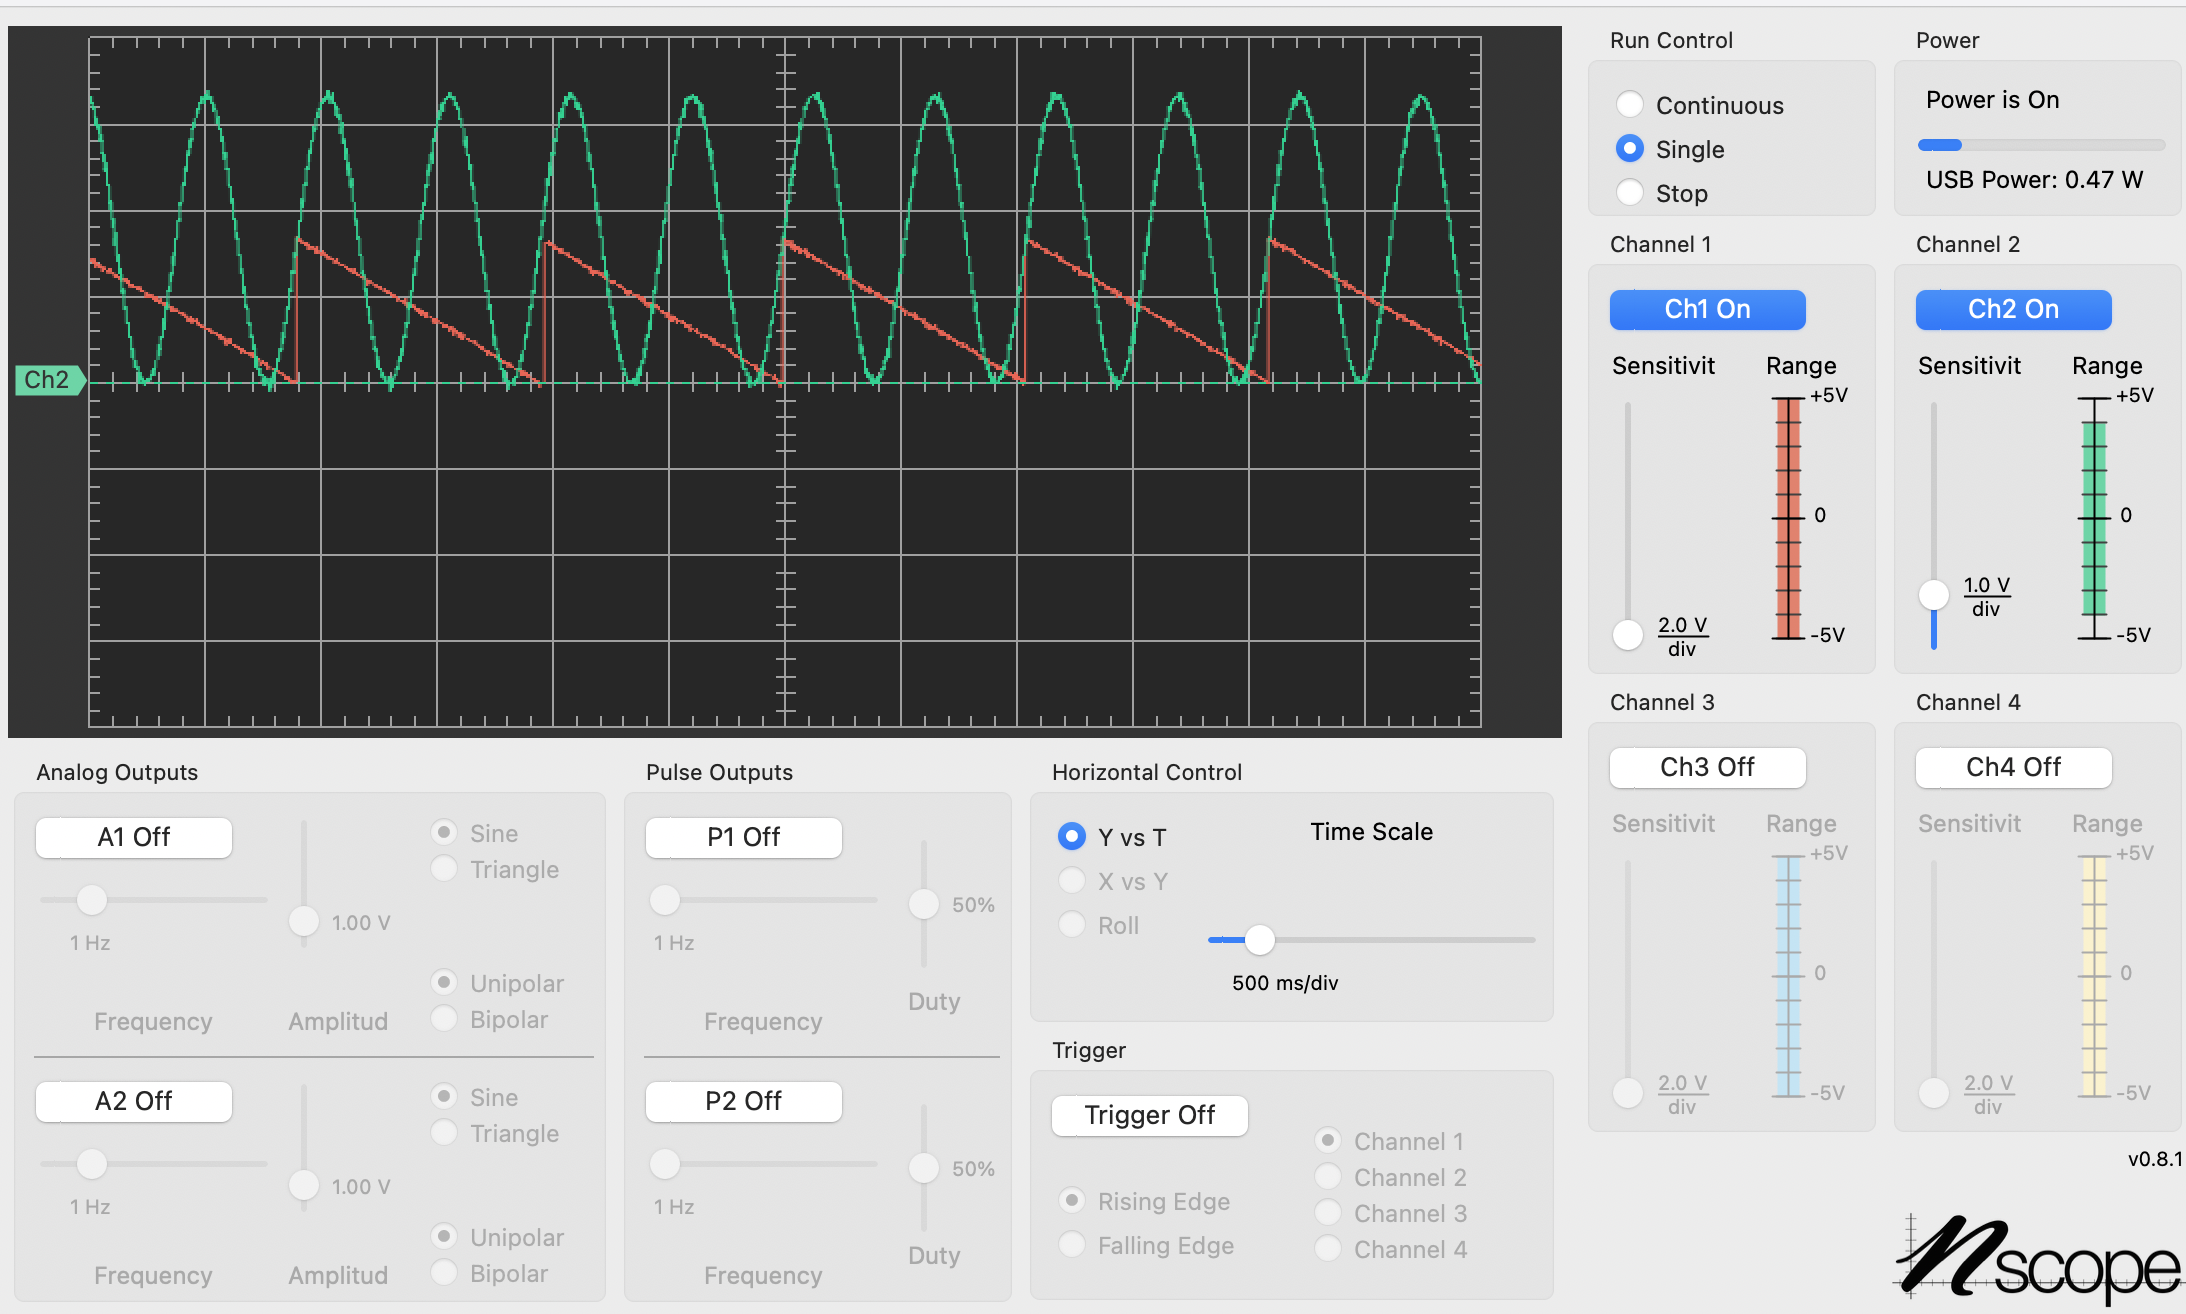 Run Control
Continuous
Single
Stop
Power
Power is On
USB Power: 0.47 W
Ch2
Channel 1
Ch1 On
Sensitivit
Range
+5V
0
-5V
2.0 V
div
Channel 2
Ch2 On
Sensitivit
Range
+5V
0
-5V
1.0 V
div
Channel 3
Ch3 Off
Sensitivit
Range
+5V
0
-5V
2.0 V
div
Channel 4
Ch4 Off
Sensitivit
Range
+5V
0
-5V
2.0 V
div
Analog Outputs
A1 Off
1 Hz
Frequency
1.00 V
Amplitud
Sine
Triangle
Unipolar
Bipolar
A2 Off
1 Hz
Frequency
1.00 V
Amplitud
Sine
Triangle
Unipolar
Bipolar
Pulse Outputs
P1 Off
1 Hz
Frequency
50%
Duty
P2 Off
1 Hz
Frequency
50%
Duty
Horizontal Control
Y vs T
X vs Y
Roll
Time Scale
500 ms/div
Trigger
Trigger Off
Rising Edge
Falling Edge
Channel 1
Channel 2
Channel 3
Channel 4
v0.8.1
nscope